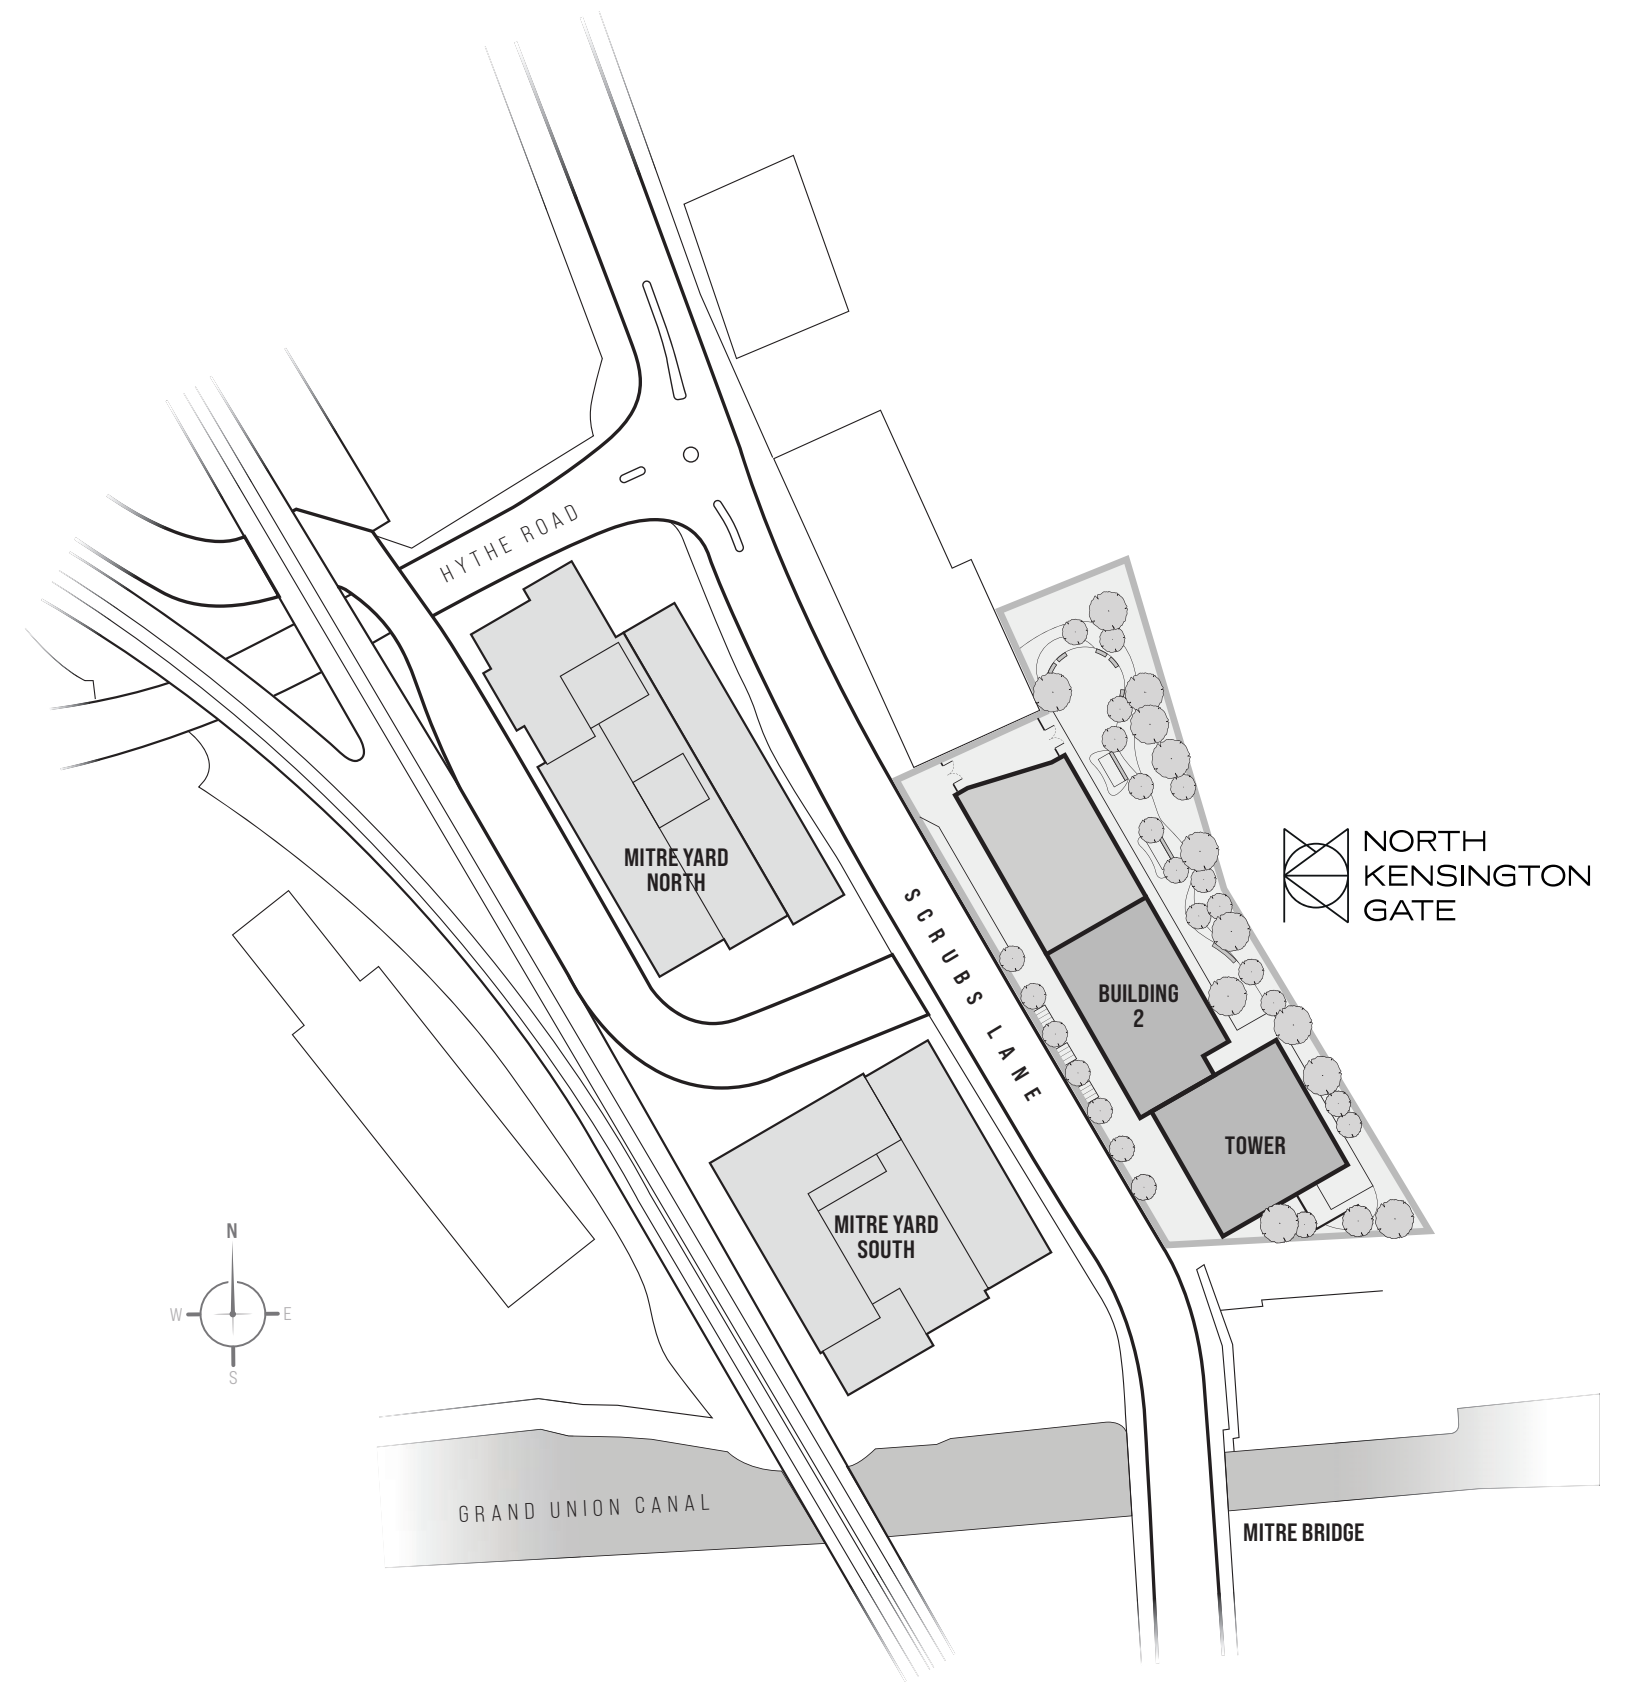 HYTHE ROAD
MITRE YARD
NORTH
SCRUBS LANE
NORTH
KENSINGTON
GATE
BUILDING
2
TOWER
MITRE YARD
SOUTH
N
W
E
S
GRAND UNION CANAL
MITRE BRIDGE